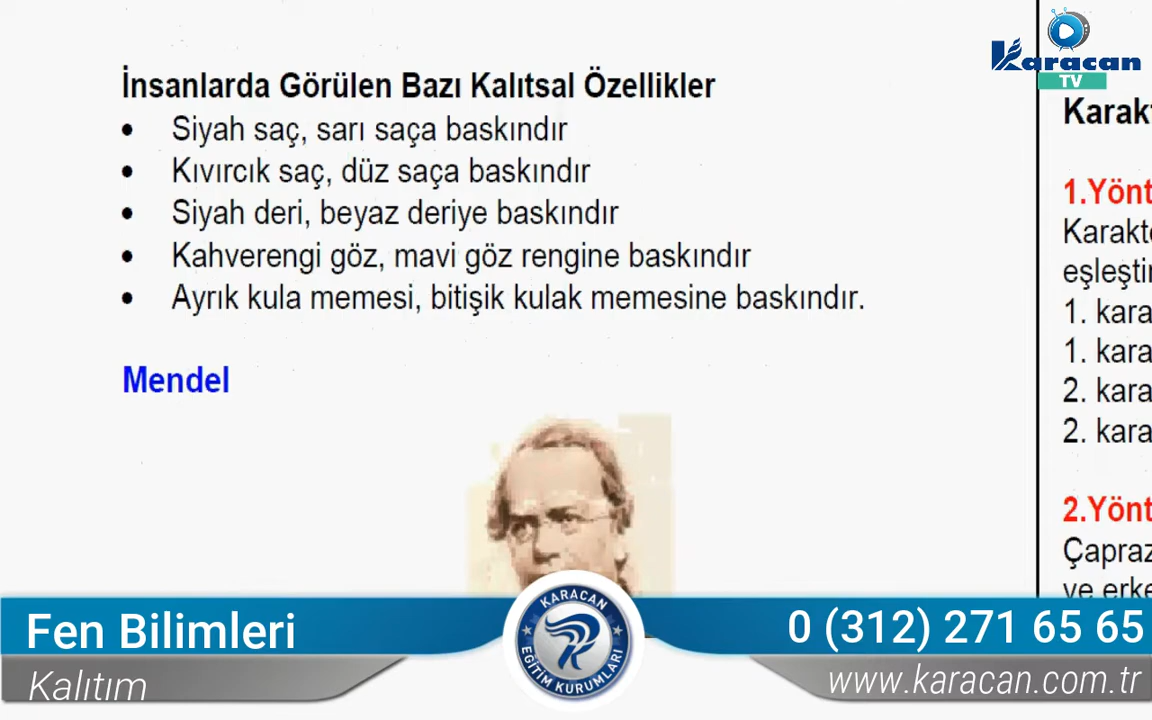 Karacan
TV
İnsanlarda Görülen Bazı Kalıtsal Özellikler
• Siyah saç, sarı saça baskındır
• Kıvırcık saç, düz saça baskındır
• Siyah deri, beyaz deriye baskındır
• Kahverengi göz, mavi göz rengine baskındır
• Ayrık kula memesi, bitişik kulak memesine baskındır.
Mendel
Karakt
1.Yönt
Karakte
eşleştir
1. kara
1. kara
2. kara
2. kara
2.Yönt
Çapraz
ve erke
Fen Bilimleri
Kalıtım
KARACAN
EĞİTİM KURUMLARI
0 (312) 271 65 65
www.karacan.com.tr